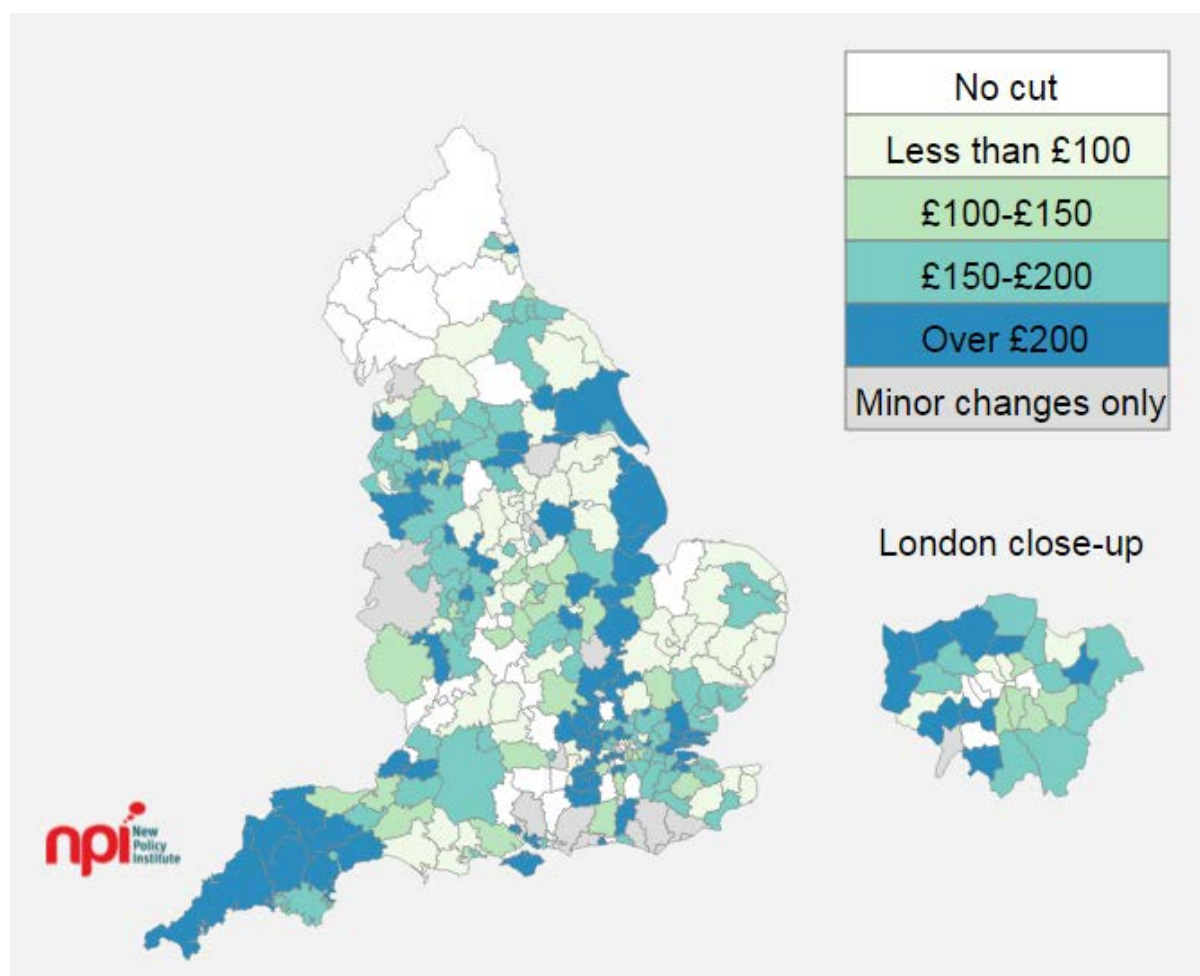 No cut
Less than £100
£100-£150
£150-£200
Over £200
Minor changes only
London close-up
npi New
Policy
Institute